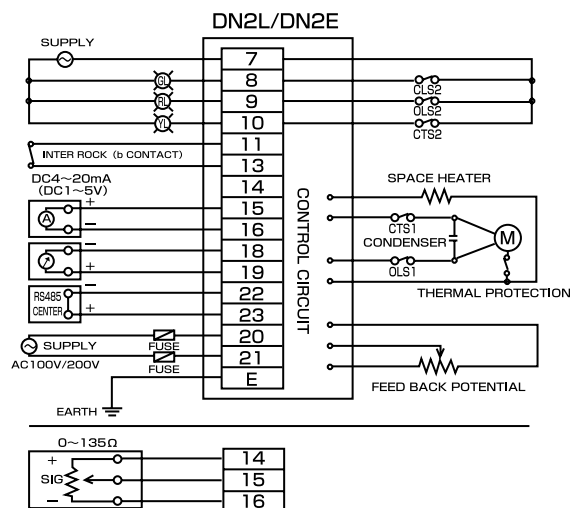 DN2L/DN2E
SUPPLY
7
GL 8 CLS2
RL 9 OLS2
YL 10 CTS2
11
INTER ROCK (b CONTACT)
13
DC4～20mA
(DC1～5V)
14
+ 15
A
− 16
− 18
+ 19
RS485
CENTER
− 22
+ 23
SUPPLY
AC100V/200V
FUSE 20
FUSE 21
E
EARTH
CONTROL CIRCUIT
SPACE HEATER
CTS1
CONDENSER
M
OLS1
THERMAL PROTECTION
FEED BACK POTENTIAL
0～135Ω
+ 14
SIG 15
− 16